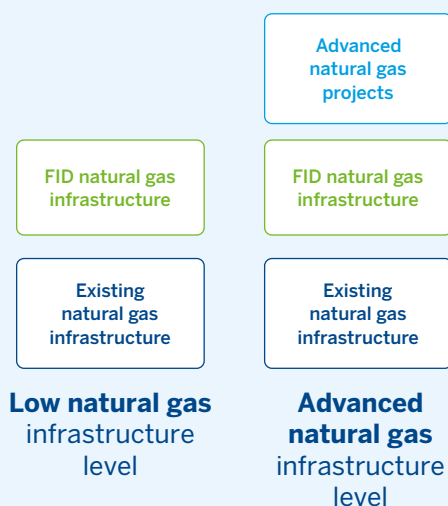 Advanced
natural gas
projects
FID natural gas
infrastructure
FID natural gas
infrastructure
Existing
natural gas
infrastructure
Existing
natural gas
infrastructure
Low natural gas
infrastructure
level
Advanced
natural gas
infrastructure
level